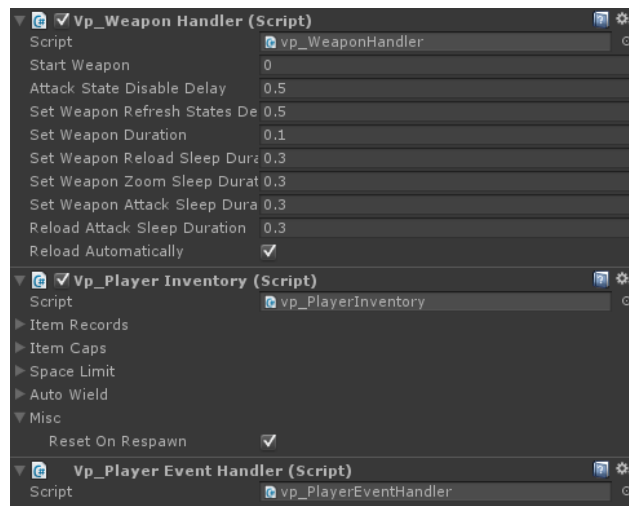 Vp_Weapon Handler (Script)
Script vp_WeaponHandler
Start Weapon 0
Attack State Disable Delay 0.5
Set Weapon Refresh States De 0.5
Set Weapon Duration 0.1
Set Weapon Reload Sleep Dura 0.3
Set Weapon Zoom Sleep Durat 0.3
Set Weapon Attack Sleep Dura 0.3
Reload Attack Sleep Duration 0.3
Reload Automatically
Vp_Player Inventory (Script)
Script vp_PlayerInventory
Item Records
Item Caps
Space Limit
Auto Wield
Misc
Reset On Respawn
Vp_Player Event Handler (Script)
Script vp_PlayerEventHandler